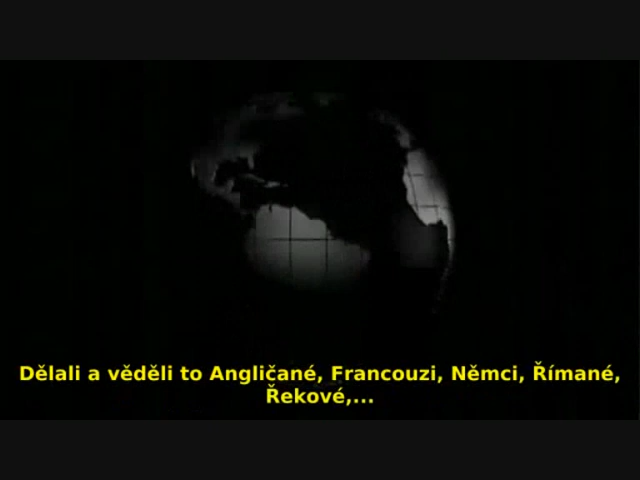 Dělali a věděli to Angličané, Francouzi, Němci, Římané,
Řekové,...